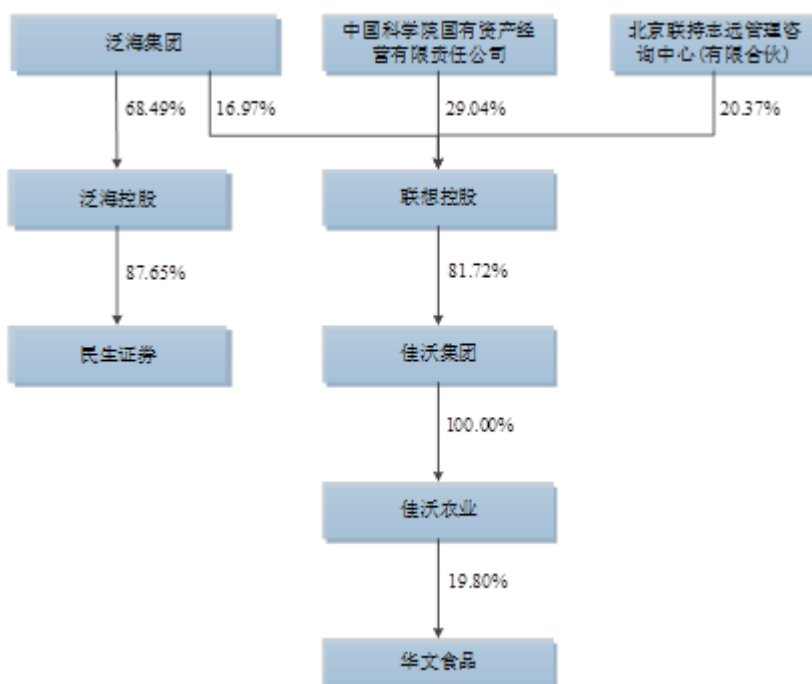 泛海集团
中国科学院国有资产经
营有限责任公司
北京联持志远管理咨
询中心(有限合伙)
68.49%
16.97%
29.04%
20.37%
泛海控股
联想控股
87.65%
81.72%
民生证券
佳沃集团
100.00%
佳沃农业
19.80%
华文食品